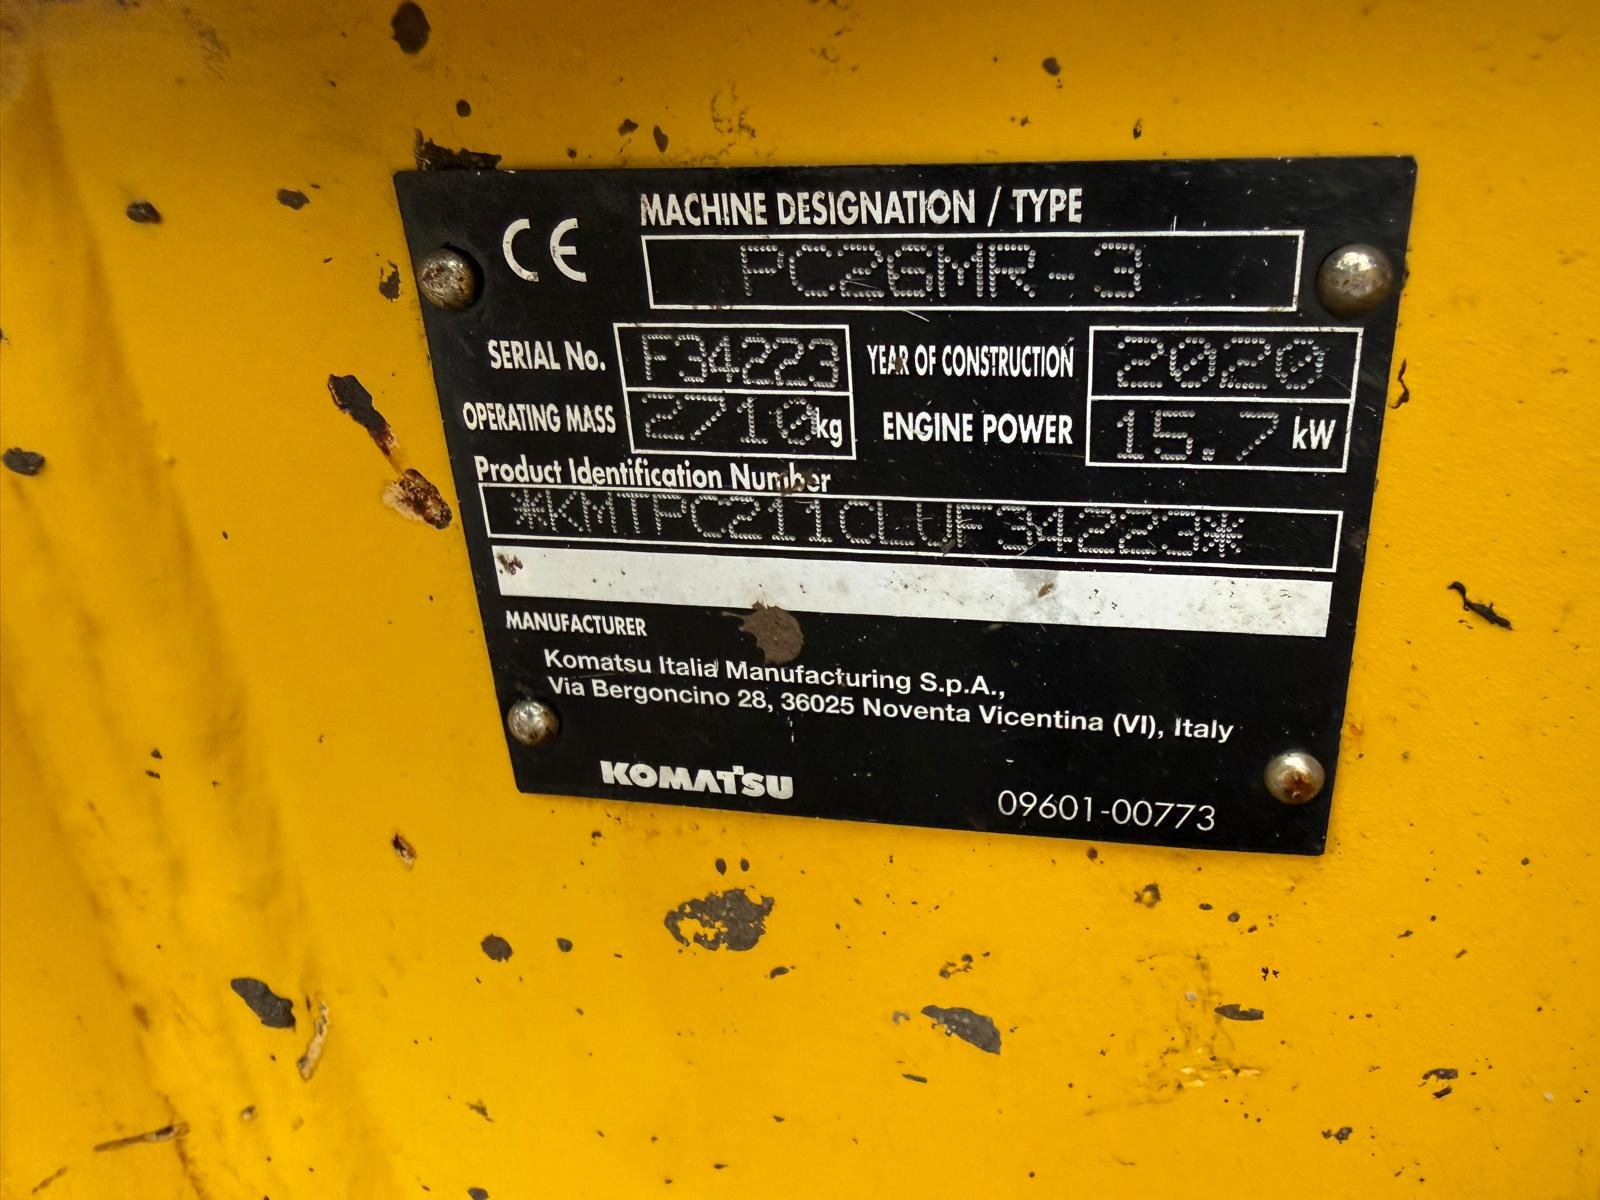 CE
MACHINE DESIGNATION / TYPE
PC26MR-3
SERIAL No. F34223 YEAR OF CONSTRUCTION 2020
OPERATING MASS 2710 kg ENGINE POWER 15.7 kW
Product Identification Number
*KMTPC211CLUF34223*
MANUFACTURER
Komatsu Italia Manufacturing S.p.A.,
Via Bergoncino 28, 36025 Noventa Vicentina (VI), Italy
KOMATSU
09601-00773